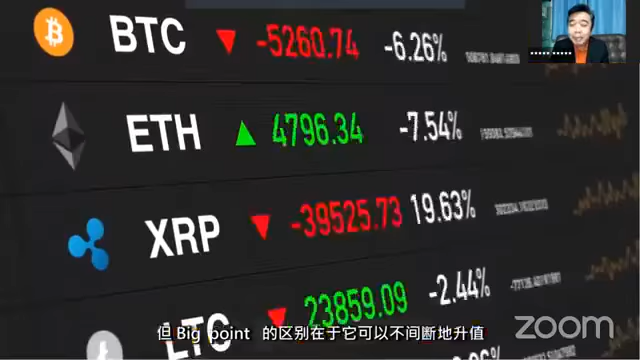 BTC ▼ -5260.74 -6.26%
ETH ▲ 4796.34 -7.54%
XRP ▼ -39525.73 19.63%
LTC ▼ 23859.09 -2.44%
但 Big point 的区别在于它可以不间断地升值
zoom